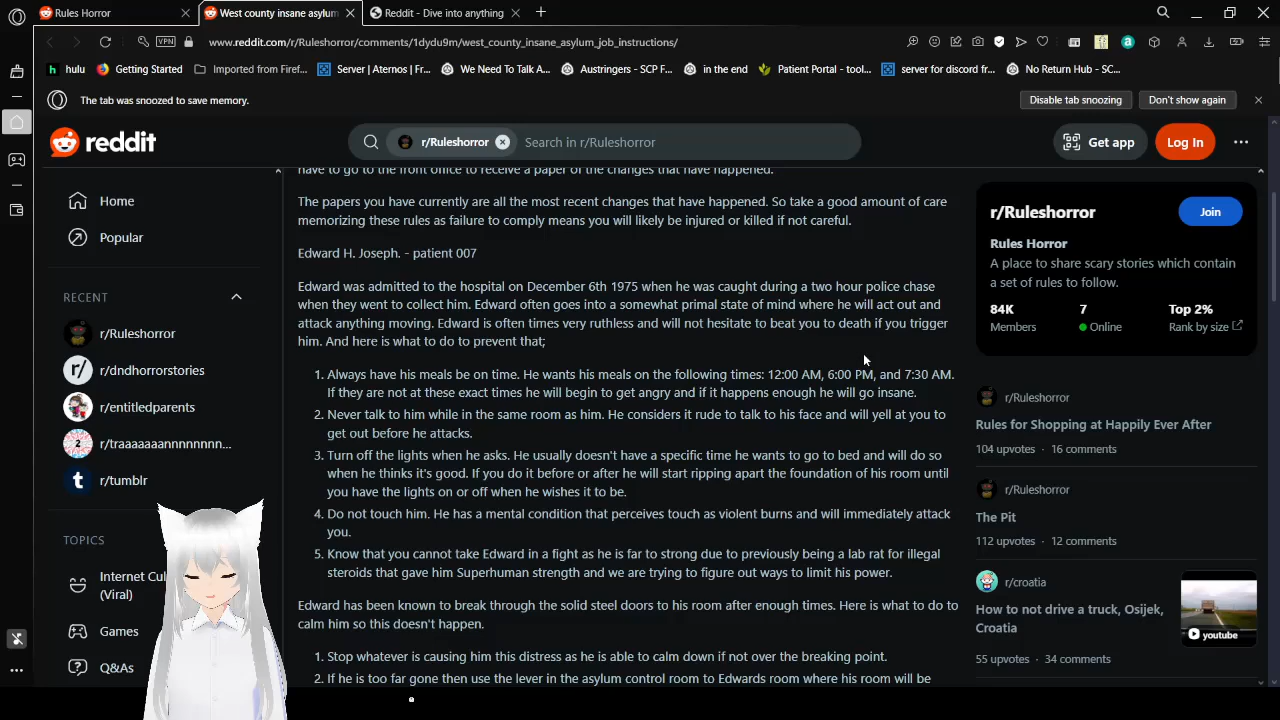 Rules Horror
West county insane asylum
Reddit - Dive into anything
VPN
www.reddit.com/r/Ruleshorror/comments/1dydu9m/west_county_insane_asylum_job_instructions/
hulu
Getting Started
Imported from Firef...
Server | Aternos | Fr...
We Need To Talk A...
Austringers - SCP F...
in the end
Patient Portal - tool...
server for discord fr...
No Return Hub - SC...
The tab was snoozed to save memory.
Disable tab snoozing
Don't show again
reddit
r/Ruleshorror
Search in r/Ruleshorror
Get app
Log In
Home
Popular
RECENT
r/Ruleshorror
r/dndhorrorstories
r/entitledparents
r/traaaaaaannnnnnnn...
r/tumblr
TOPICS
Internet Cul
(Viral)
Games
Q&As
have to go to the front office to receive a paper of the changes that have happened.
The papers you have currently are all the most recent changes that have happened. So take a good amount of care
memorizing these rules as failure to comply means you will likely be injured or killed if not careful.
Edward H. Joseph. - patient 007
Edward was admitted to the hospital on December 6th 1975 when he was caught during a two hour police chase
when they went to collect him. Edward often goes into a somewhat primal state of mind where he will act out and
attack anything moving. Edward is often times very ruthless and will not hesitate to beat you to death if you trigger
him. And here is what to do to prevent that;
1. Always have his meals be on time. He wants his meals on the following times: 12:00 AM, 6:00 PM, and 7:30 AM.
If they are not at these exact times he will begin to get angry and if it happens enough he will go insane.
2. Never talk to him while in the same room as him. He considers it rude to talk to his face and will yell at you to
get out before he attacks.
3. Turn off the lights when he asks. He usually doesn't have a specific time he wants to go to bed and will do so
when he thinks it's good. If you do it before or after he will start ripping apart the foundation of his room until
you have the lights on or off when he wishes it to be.
4. Do not touch him. He has a mental condition that perceives touch as violent burns and will immediately attack
you.
5. Know that you cannot take Edward in a fight as he is far to strong due to previously being a lab rat for illegal
steroids that gave him Superhuman strength and we are trying to figure out ways to limit his power.
Edward has been known to break through the solid steel doors to his room after enough times. Here is what to do to
calm him so this doesn't happen.
1. Stop whatever is causing him this distress as he is able to calm down if not over the breaking point.
2. If he is too far gone then use the lever in the asylum control room to Edwards room where his room will be
r/Ruleshorror
Join
Rules Horror
A place to share scary stories which contain
a set of rules to follow.
84K
7
Top 2%
Members
Online
Rank by size
r/Ruleshorror
Rules for Shopping at Happily Ever After
104 upvotes · 16 comments
r/Ruleshorror
The Pit
112 upvotes · 12 comments
r/croatia
How to not drive a truck, Osijek,
Croatia
youtube
55 upvotes · 34 comments